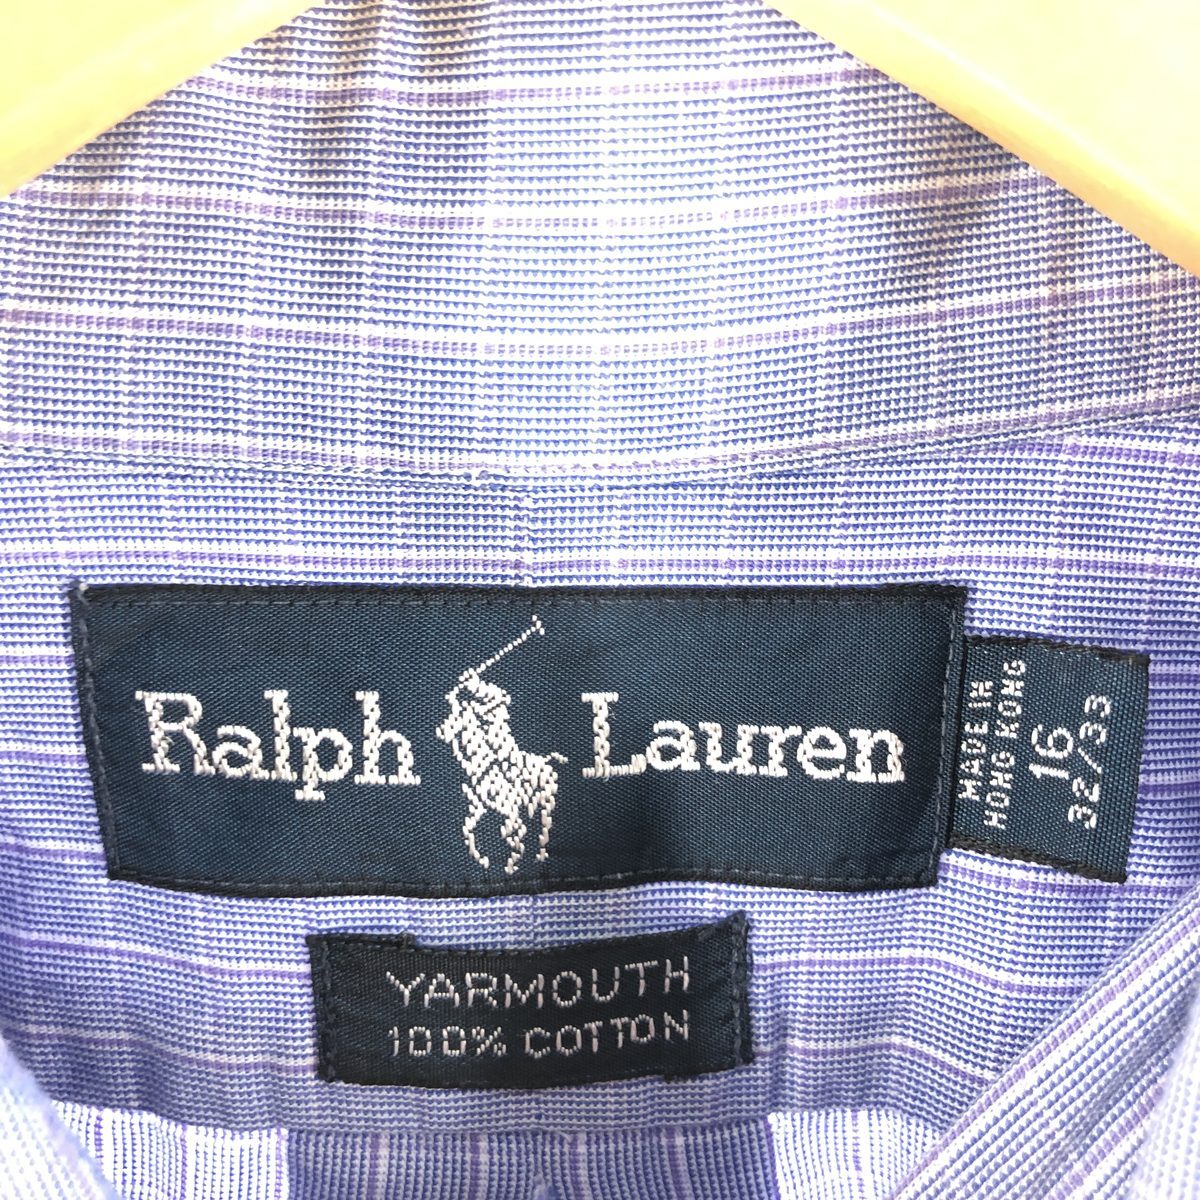 Ralph Lauren
MADE IN
HONG KONG
16
32/33
YARMOUTH
100% COTTON